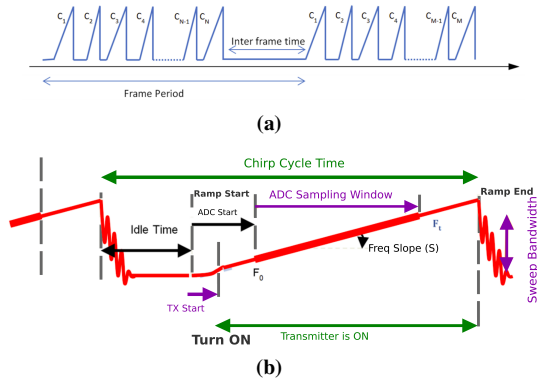 C1 C2 C3 C4 CN-1 CN C1 C2 C3 C4 CM-1 CM
Inter frame time
Frame Period
(a)
Chirp Cycle Time
Ramp Start
ADC Sampling Window
Ramp End
Idle Time
ADC Start
Ft
Freq Slope (S)
F0
Sweep Bandwidth
TX Start
Turn ON
Transmitter is ON
(b)